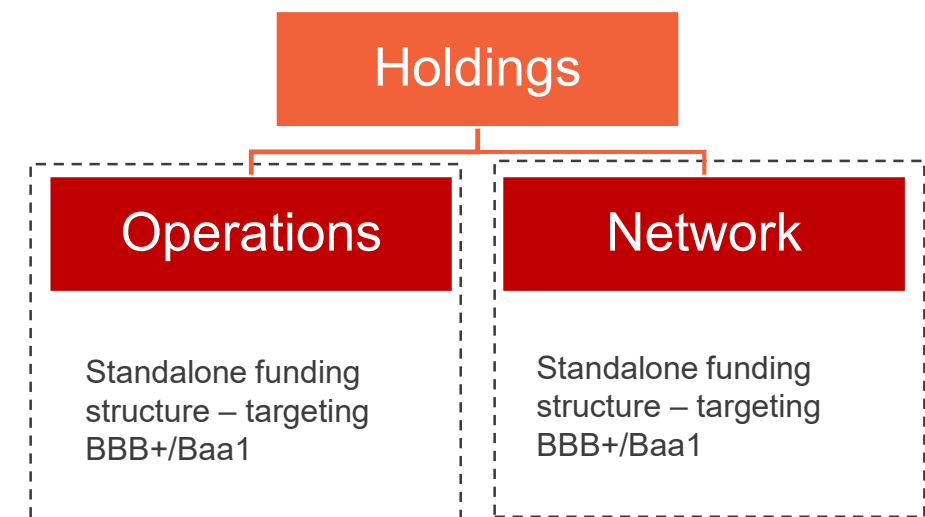 Holdings
Operations
Network
Standalone funding
structure – targeting
BBB+/Baa1
Standalone funding
structure – targeting
BBB+/Baa1